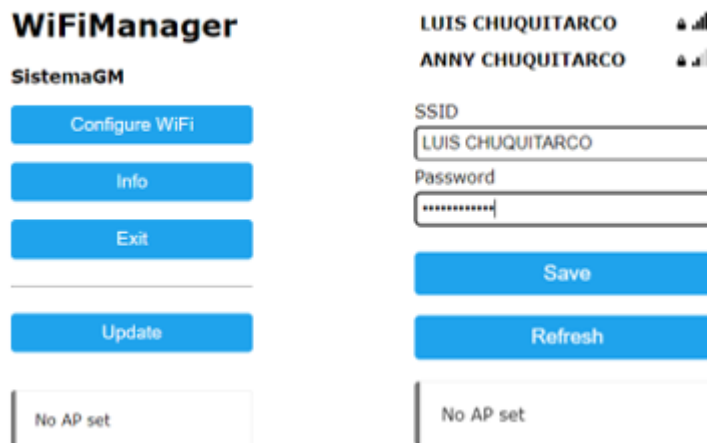 WiFiManager
SistemaGM
Configure WiFi
Info
Exit
Update
No AP set
LUIS CHUQUITARCO
ANNY CHUQUITARCO
SSID
LUIS CHUQUITARCO
Password
••••••••••••
Save
Refresh
No AP set